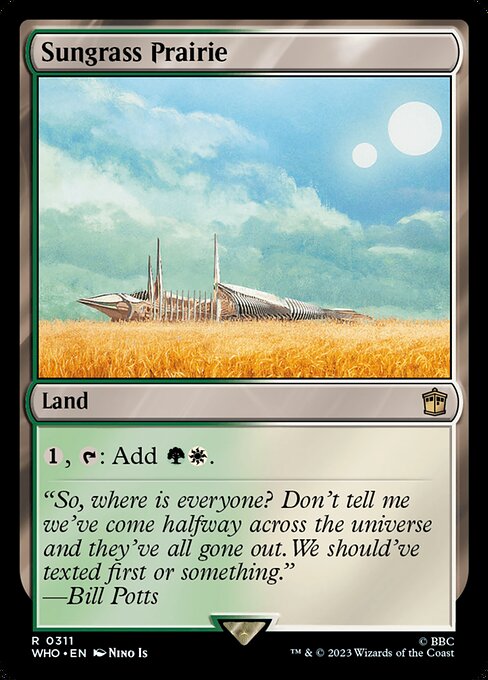 Sungrass Prairie
Land
1, : Add .
“So, where is everyone? Don’t tell me
we’ve come halfway across the universe
and they’ve all gone out. We should’ve
texted first or something.”
—Bill Potts
R 0311
WHO • EN Nino Is
© BBC
™ & © 2023 Wizards of the Coast